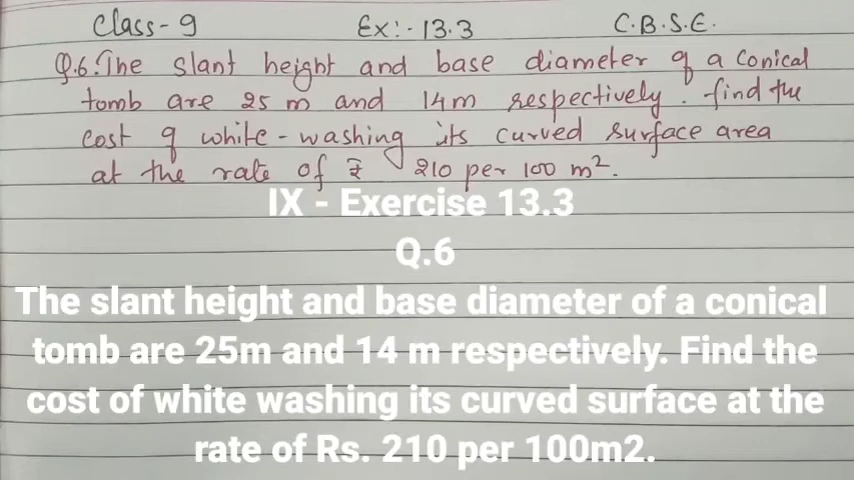 Class - 9 Ex:- 13.3 C.B.S.E.
Q.6. The slant height and base diameter of a conical
tomb are 25 m and 14m respectively. find the
cost of white-washing its curved surface area
at the rate of ₹ 210 per 100 m².
IX - Exercise 13.3
Q.6
The slant height and base diameter of a conical
tomb are 25m and 14 m respectively. Find the
cost of white washing its curved surface at the
rate of Rs. 210 per 100m2.